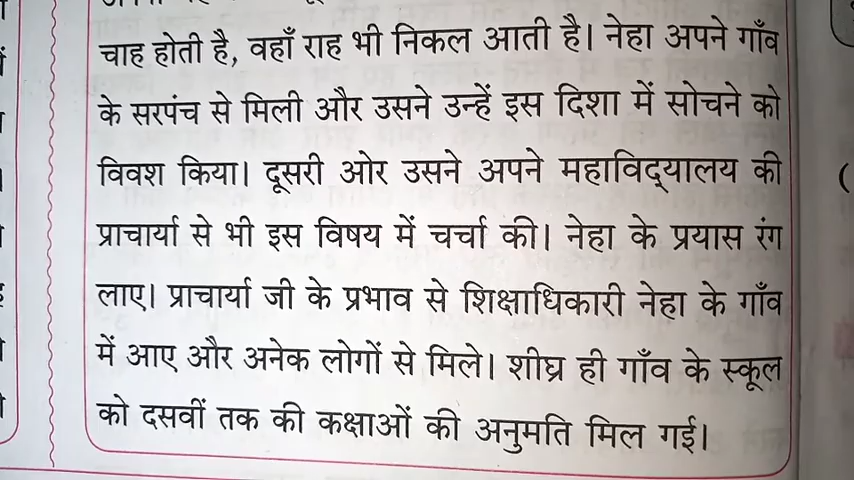 चाह होती है, वहाँ राह भी निकल आती है। नेहा अपने गाँव
के सरपंच से मिली और उसने उन्हें इस दिशा में सोचने को
विवश किया। दूसरी ओर उसने अपने महाविद्यालय की
प्राचार्या से भी इस विषय में चर्चा की। नेहा के प्रयास रंग
लाए। प्राचार्या जी के प्रभाव से शिक्षाधिकारी नेहा के गाँव
में आए और अनेक लोगों से मिले। शीघ्र ही गाँव के स्कूल
को दसवीं तक की कक्षाओं की अनुमति मिल गई।